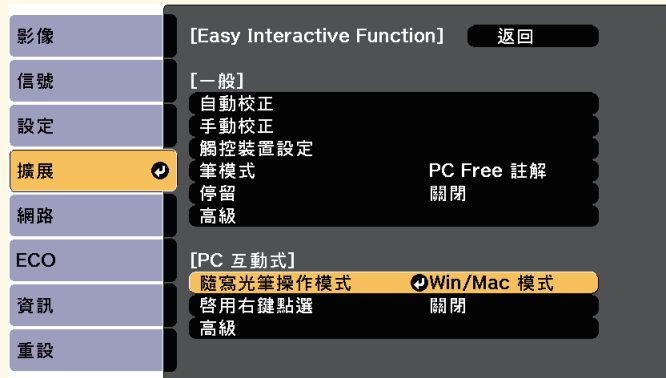 影像
信號
設定
擴展
網路
ECO
資訊
重設
[Easy Interactive Function] 返回
[一般]
自動校正
手動校正
觸控裝置設定
筆模式 PC Free 註解
停留 關閉
高級
[PC 互動式]
隨寫光筆操作模式 Win/Mac 模式
啓用右鍵點選 關閉
高級